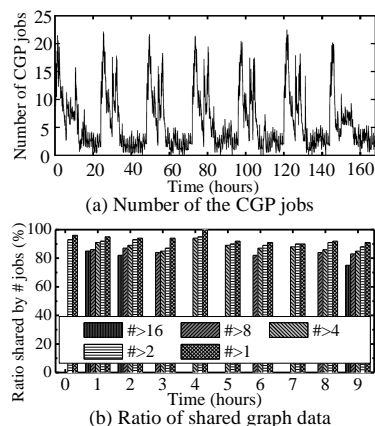 Number of CGP jobs
25
20
15
10
5
0
0 20 40 60 80 100 120 140 160
Time (hours)
(a) Number of the CGP jobs
Ratio shared by # jobs (%)
100
80
60
40
20
0
#>16 #>8 #>4
#>2 #>1
0 1 2 3 4 5 6 7 8 9
Time (hours)
(b) Ratio of shared graph data